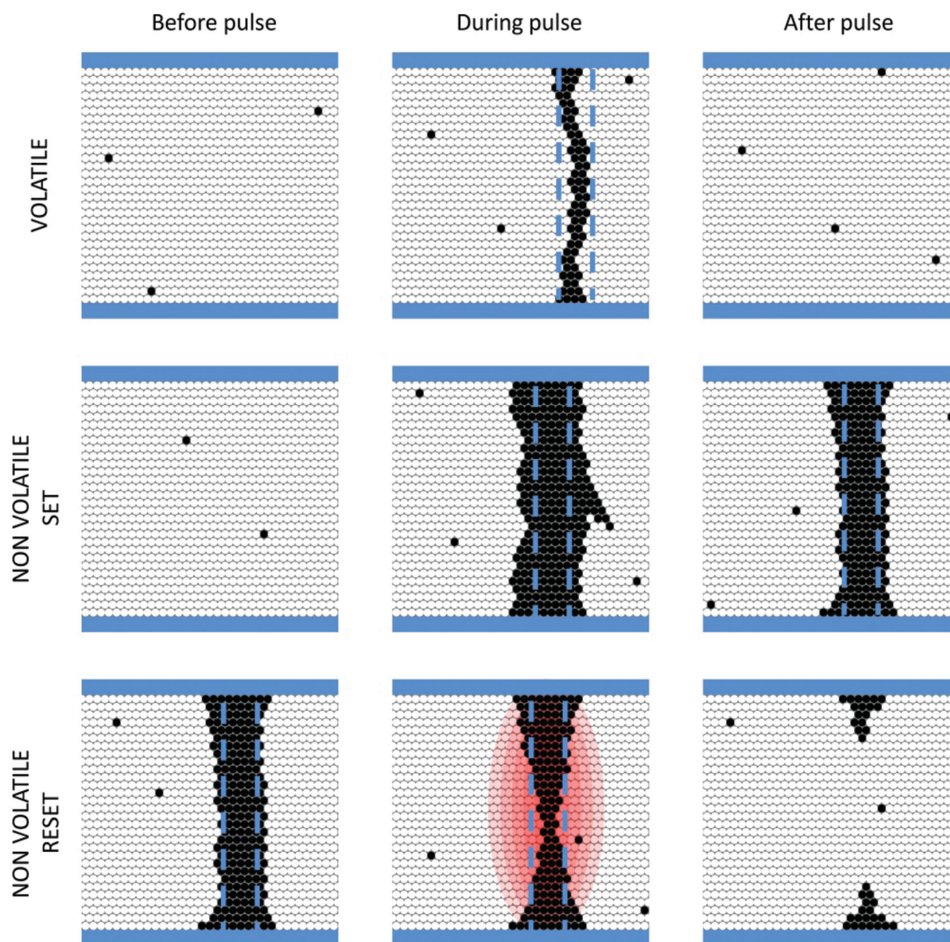 Before pulse
During pulse
After pulse
VOLATILE
NON VOLATILE
SET
NON VOLATILE
RESET